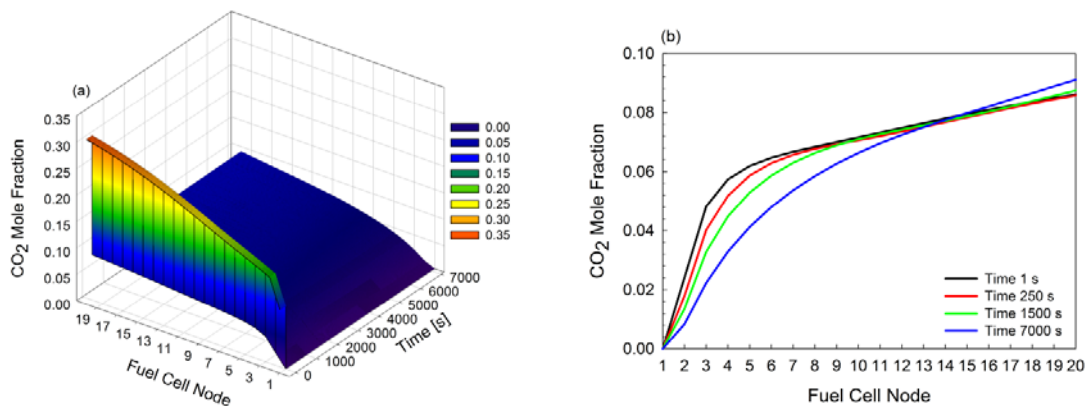 (a)
CO2 Mole Fraction
0.35
0.30
0.25
0.20
0.15
0.10
0.05
0.00
19 17 15 13 11 9 7 5 3 1
Fuel Cell Node
0 1000 2000 3000 4000 5000 6000 7000
Time [s]
0.00
0.05
0.10
0.15
0.20
0.25
0.30
0.35
(b)
CO2 Mole Fraction
0.10
0.08
0.06
0.04
0.02
0.00
1 2 3 4 5 6 7 8 9 10 11 12 13 14 15 16 17 18 19 20
Fuel Cell Node
Time 1 s
Time 250 s
Time 1500 s
Time 7000 s